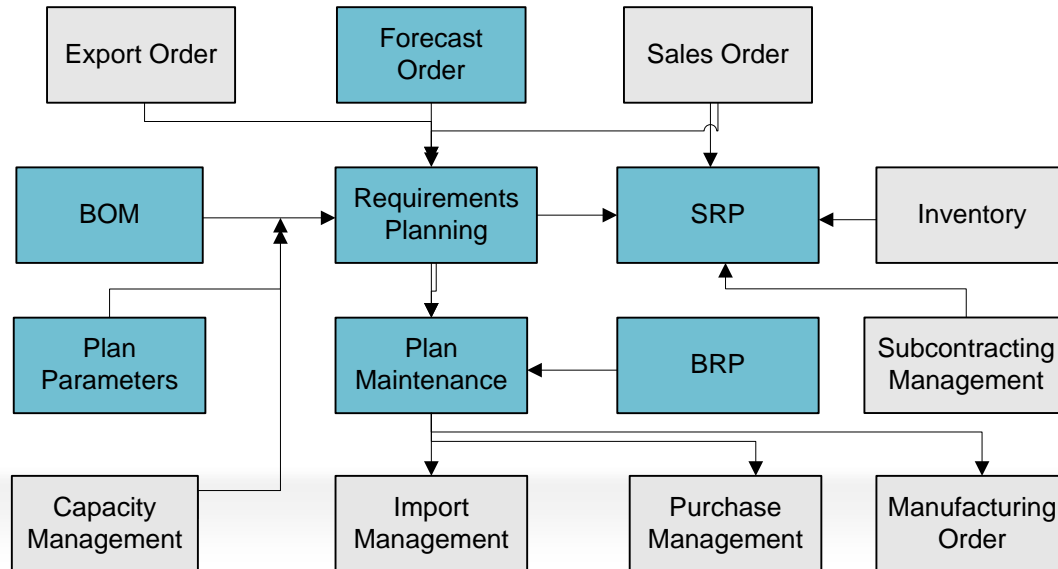 Export Order
Forecast
Order
Sales Order
BOM
Requirements
Planning
SRP
Inventory
Plan
Parameters
Plan
Maintenance
BRP
Subcontracting
Management
Capacity
Management
Import
Management
Purchase
Management
Manufacturing
Order